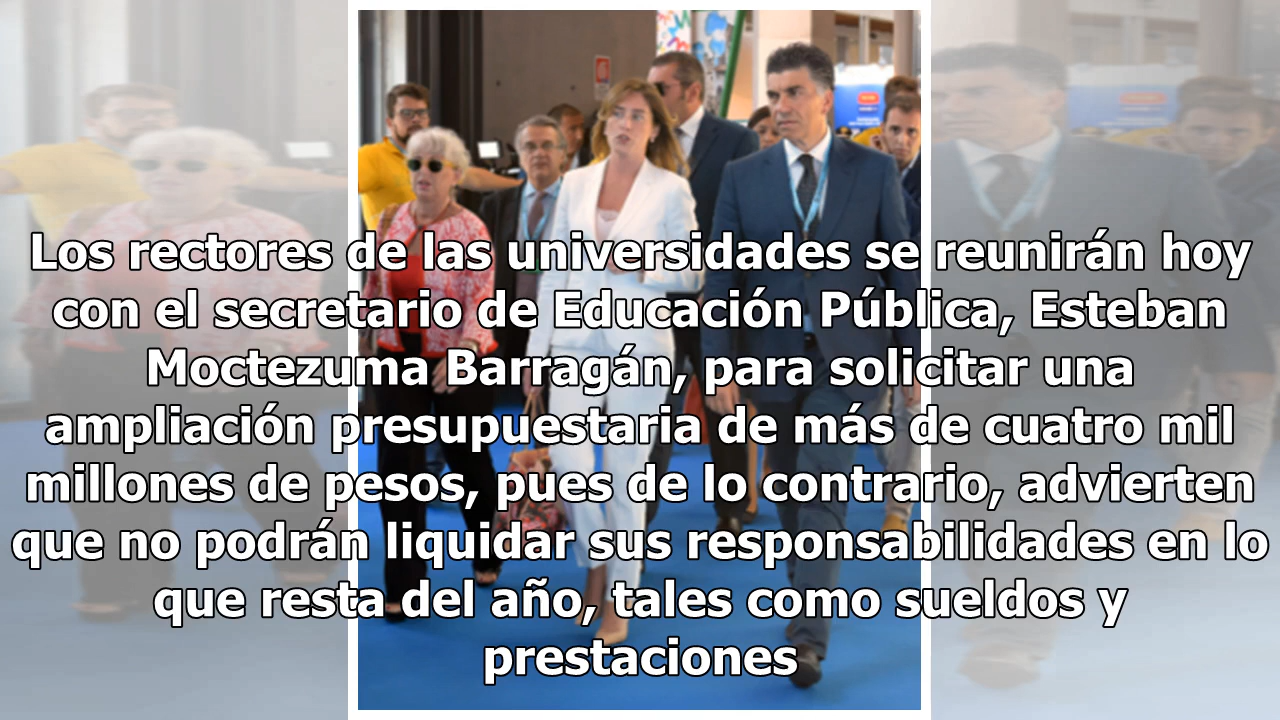 Los rectores de las universidades se reunirán hoy
con el secretario de Educación Pública, Esteban
Moctezuma Barragán, para solicitar una
ampliación presupuestaria de más de cuatro mil
millones de pesos, pues de lo contrario, advierten
que no podrán liquidar sus responsabilidades en lo
que resta del año, tales como sueldos y
prestaciones